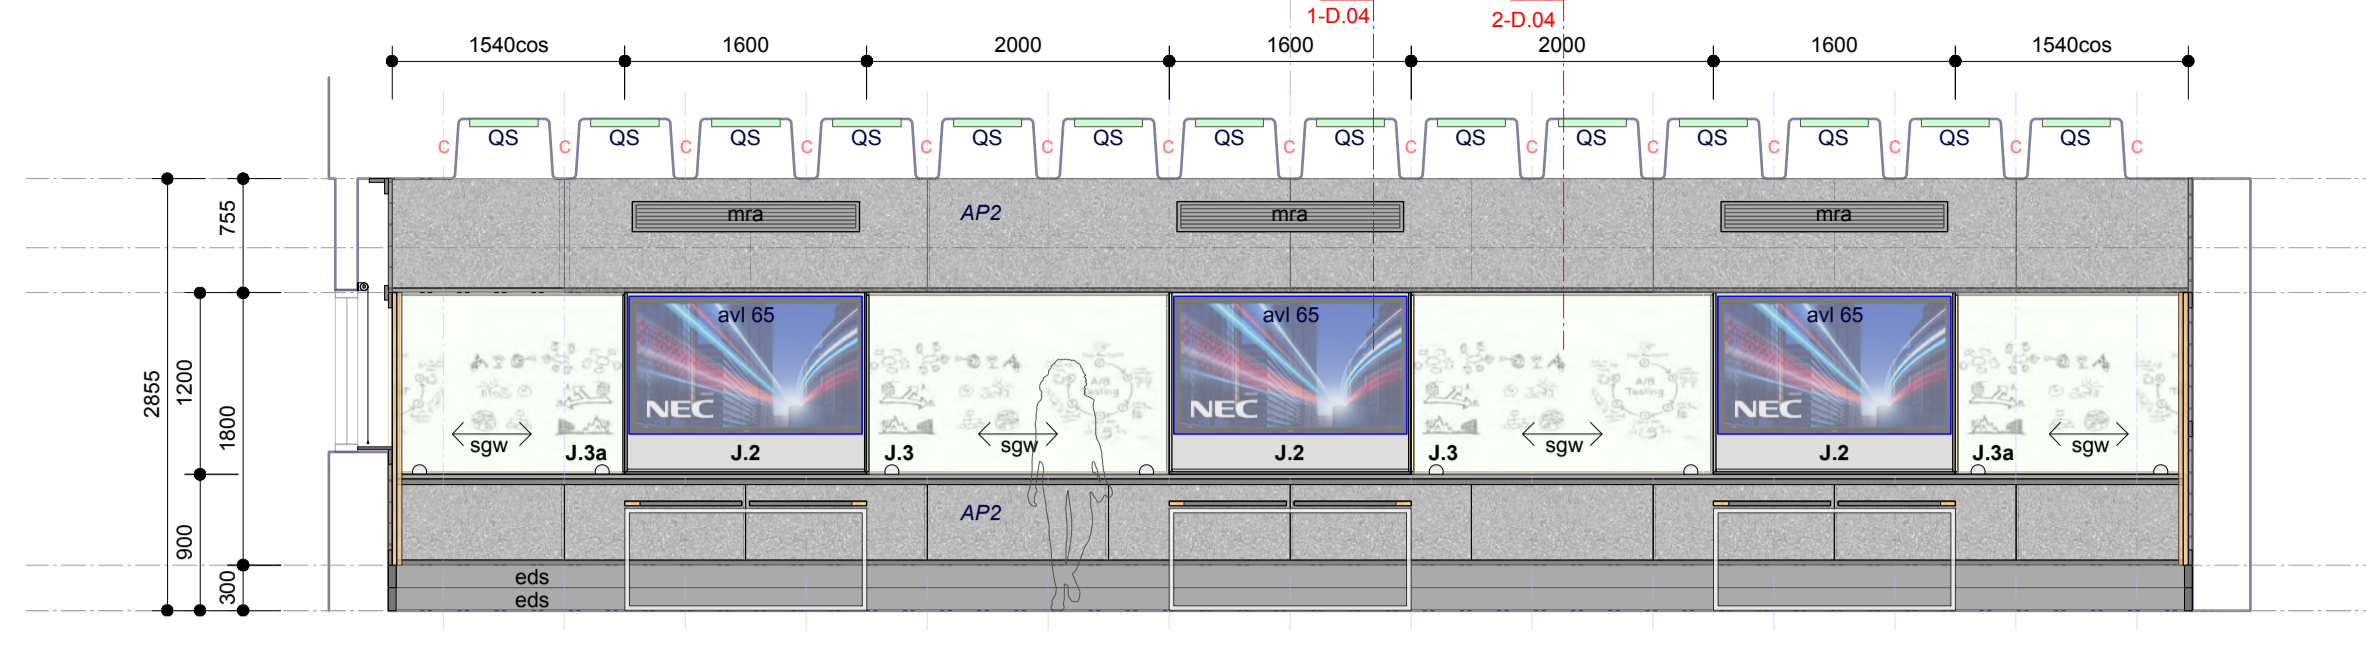 1-D.04
2-D.04
1540cos 1600 2000 1600 2000 1600 1540cos
QS QS QS QS QS QS QS QS QS QS QS QS QS QS
C C C C C C C C C C C C C C C
755
mra AP2 mra mra
avl 65 avl 65 avl 65
A/B Testing
A/B Testing
2855
1200
1800
NEC NEC NEC
sgw J.3a J.2 J.3 sgw J.2 J.3 sgw J.2 J.3a sgw
AP2
900
300
eds
eds